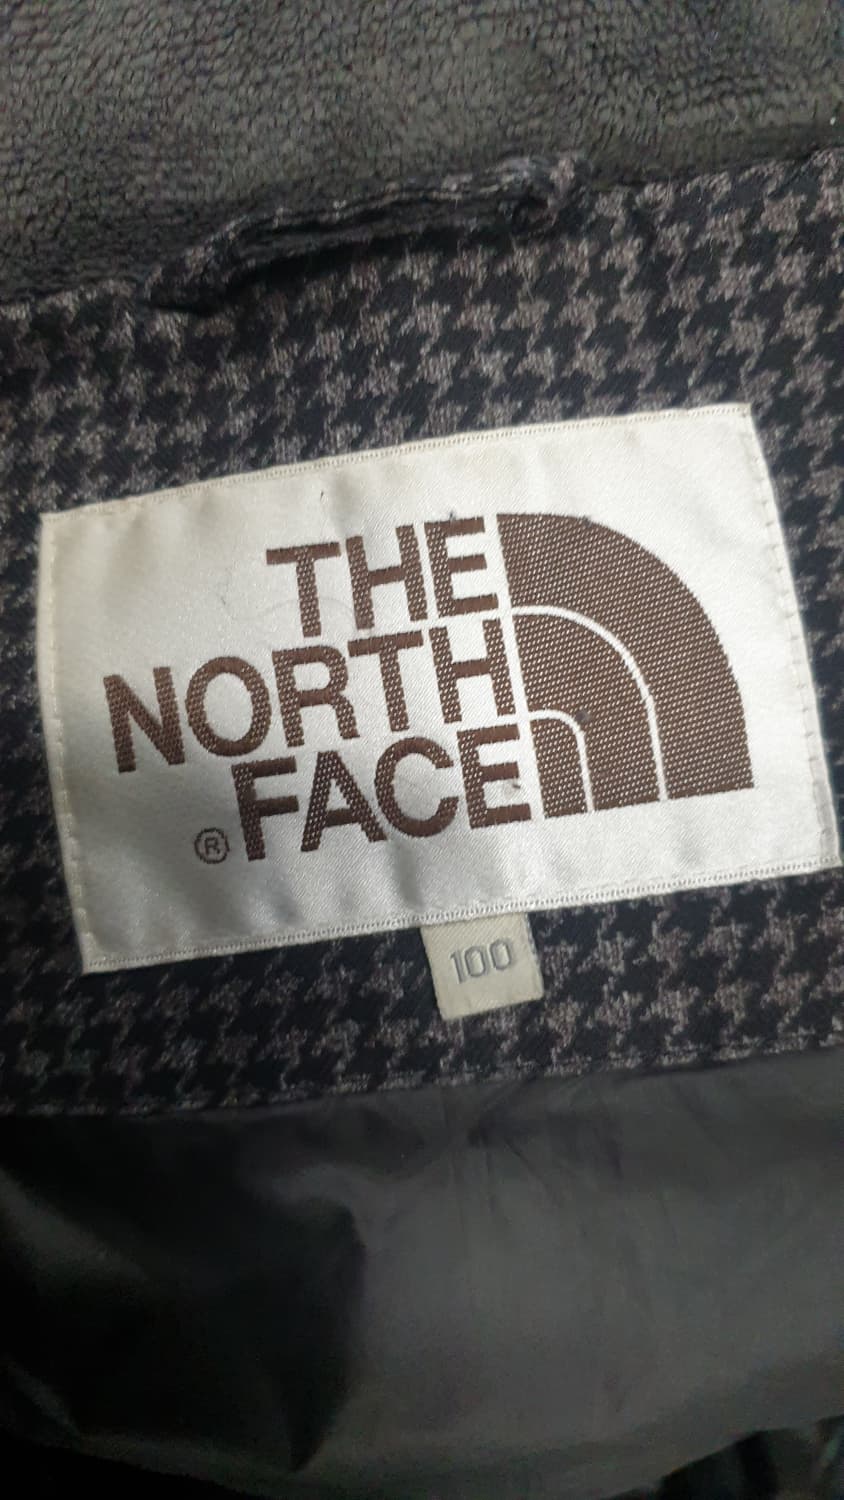 THE
NORTH
® FACE
100